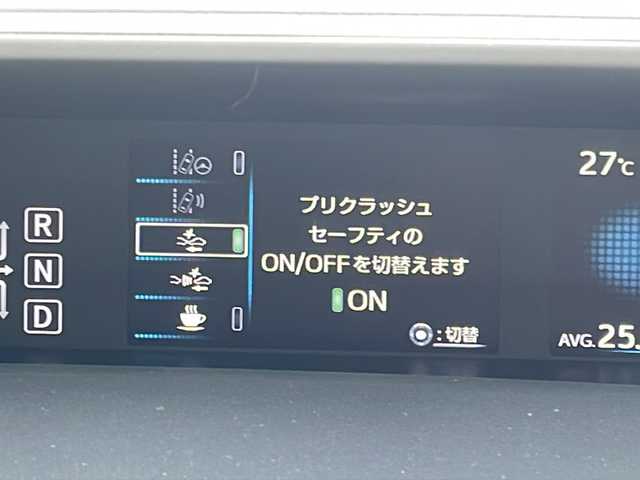 27℃
プリクラッシュ
セーフティの
ON/OFFを切替えます
ON
:切替
R
N
D
AVG.25.